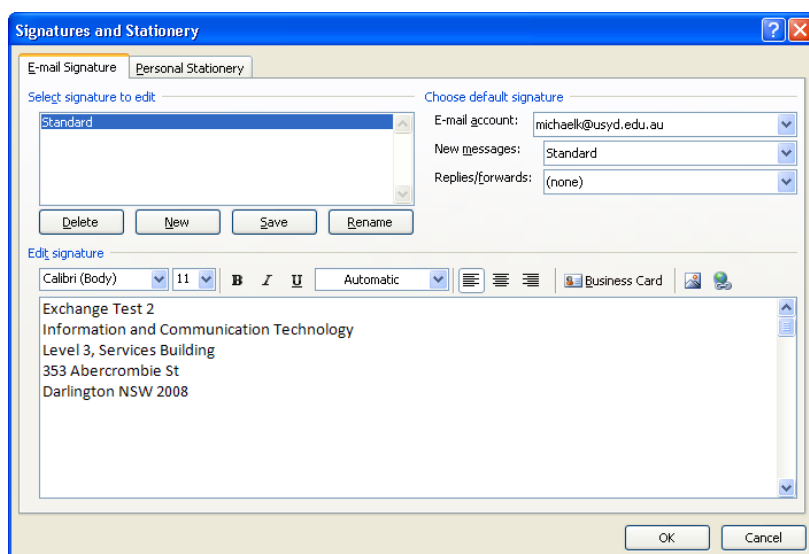 Signatures and Stationery
E-mail Signature Personal Stationery
Select signature to edit
Choose default signature
Standard
E-mail account: michaelk@usyd.edu.au
New messages: Standard
Replies/forwards: (none)
Delete New Save Rename
Edit signature
Calibri (Body) 11 B I U Automatic Business Card
Exchange Test 2
Information and Communication Technology
Level 3, Services Building
353 Abercrombie St
Darlington NSW 2008
OK Cancel